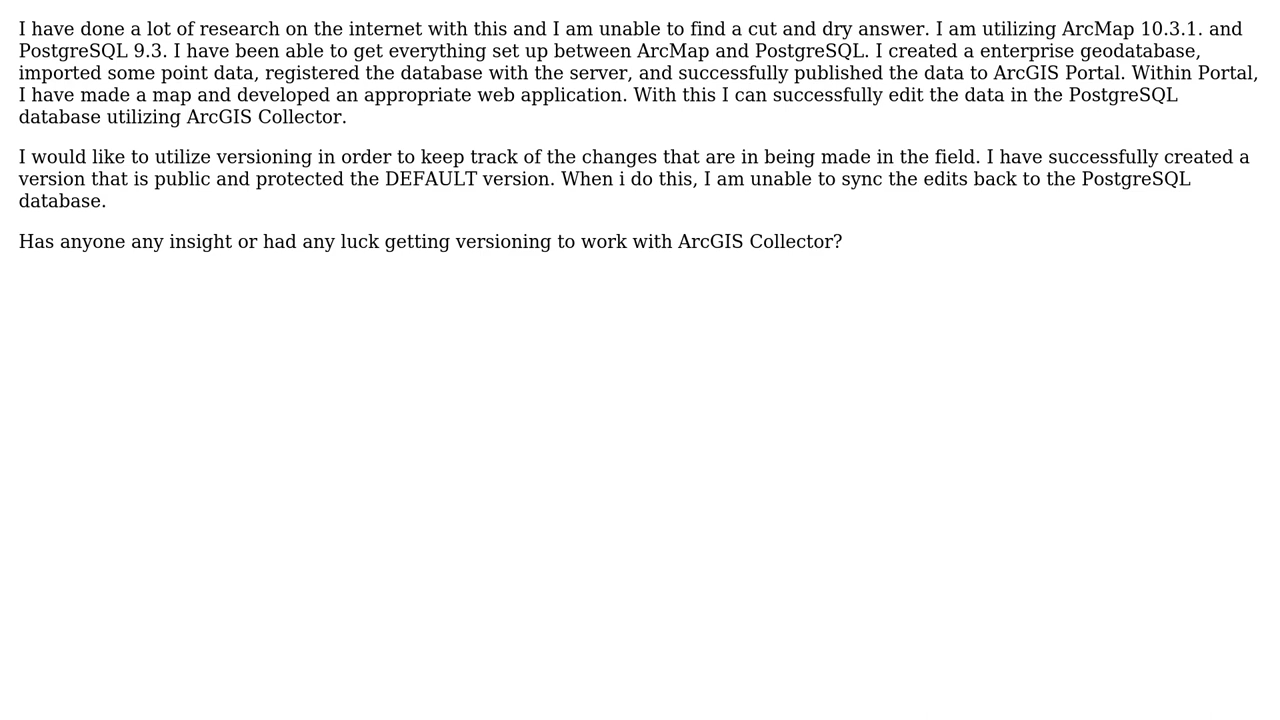 I have done a lot of research on the internet with this and I am unable to find a cut and dry answer. I am utilizing ArcMap 10.3.1. and
PostgreSQL 9.3. I have been able to get everything set up between ArcMap and PostgreSQL. I created a enterprise geodatabase,
imported some point data, registered the database with the server, and successfully published the data to ArcGIS Portal. Within Portal,
I have made a map and developed an appropriate web application. With this I can successfully edit the data in the PostgreSQL
database utilizing ArcGIS Collector.
I would like to utilize versioning in order to keep track of the changes that are in being made in the field. I have successfully created a
version that is public and protected the DEFAULT version. When i do this, I am unable to sync the edits back to the PostgreSQL
database.
Has anyone any insight or had any luck getting versioning to work with ArcGIS Collector?